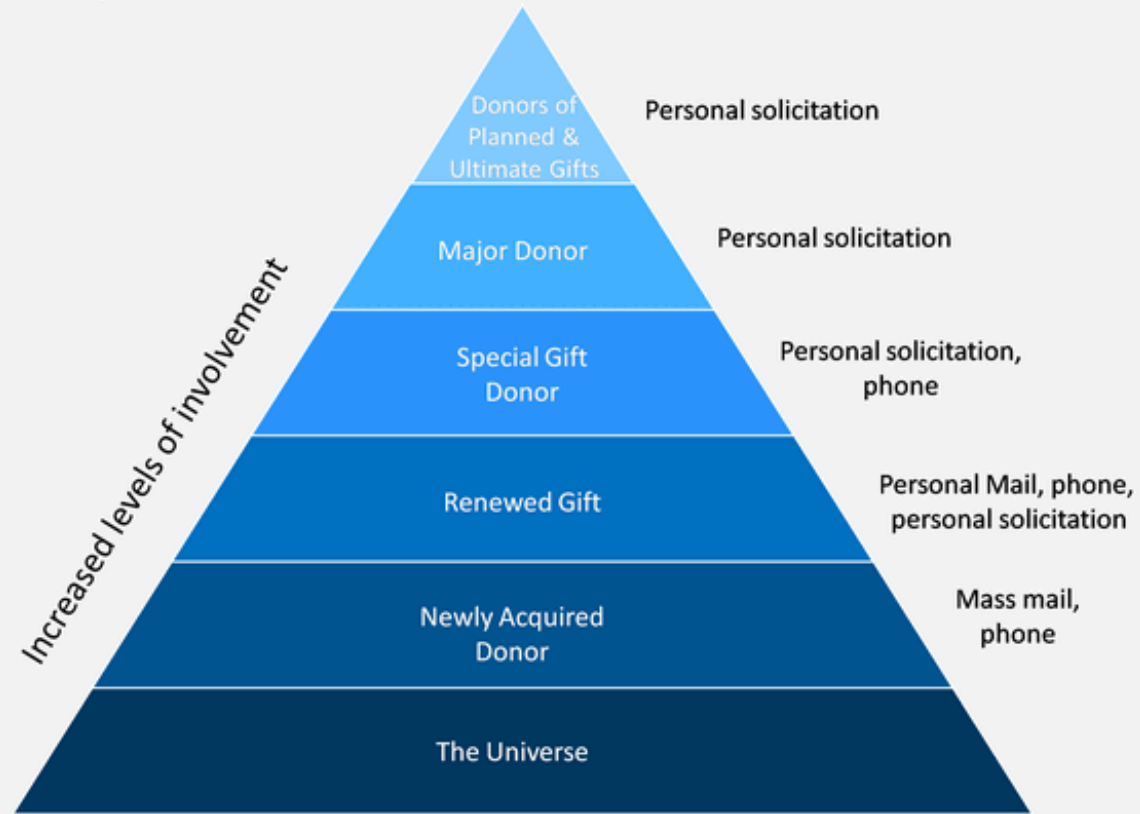 Donors of
Planned &
Ultimate Gifts
Personal solicitation
Major Donor
Personal solicitation
Special Gift
Donor
Personal solicitation,
phone
Renewed Gift
Personal Mail, phone,
personal solicitation
Newly Acquired
Donor
Mass mail,
phone
The Universe
Increased levels of involvement